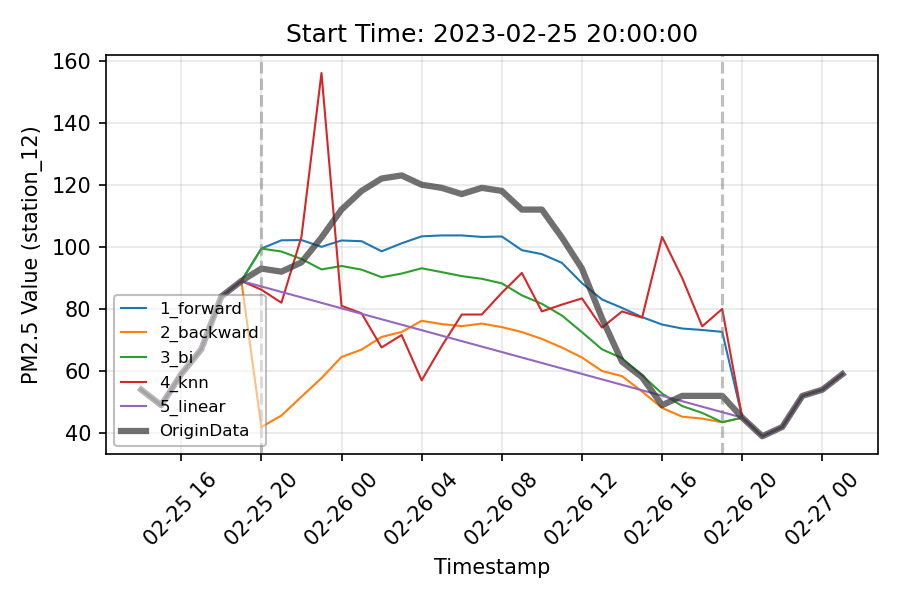 Start Time: 2023-02-25 20:00:00
PM2.5 Value (station_12)
160
140
120
100
80
60
40
1_forward
2_backward
3_bi
4_knn
5_linear
OriginData
02-25 16
02-25 20
02-26 00
02-26 04
02-26 08
02-26 12
02-26 16
02-26 20
02-27 00
Timestamp